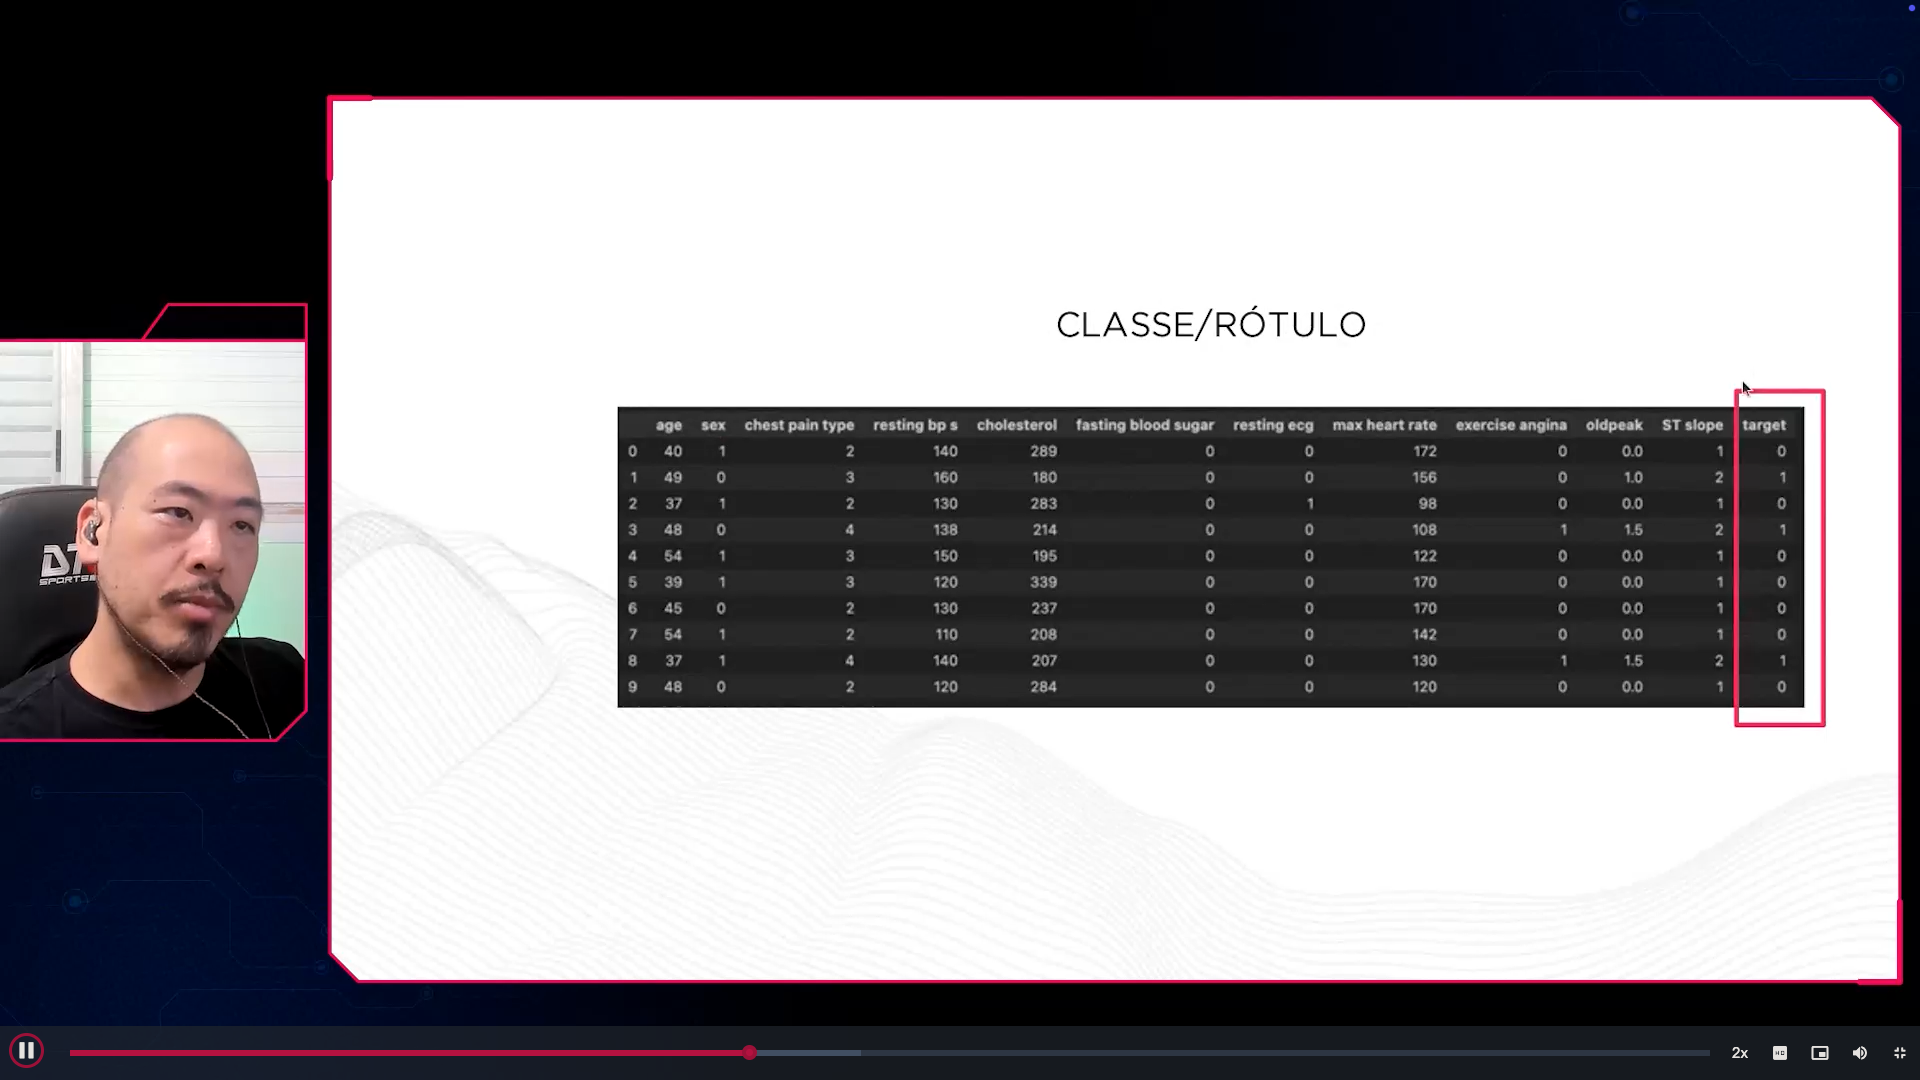 CLASSE/RÓTULO
age sex chest pain type resting bp s cholesterol fasting blood sugar resting ecg max heart rate exercise angina oldpeak ST slope target
0 40 1 2 140 289 0 0 172 0 0.0 1 0
1 49 0 3 160 180 0 0 156 0 1.0 2 1
2 37 1 2 130 283 0 1 98 0 0.0 1 0
3 48 0 4 138 214 0 0 108 1 1.5 2 1
4 54 1 3 150 195 0 0 122 0 0.0 1 0
5 39 1 3 120 339 0 0 170 0 0.0 1 0
6 45 0 2 130 237 0 0 170 0 0.0 1 0
7 54 1 2 110 208 0 0 142 0 0.0 1 0
8 37 1 4 140 207 0 0 130 1 1.5 2 1
9 48 0 2 120 284 0 0 120 0 0.0 1 0
SPORTS
2x
HD